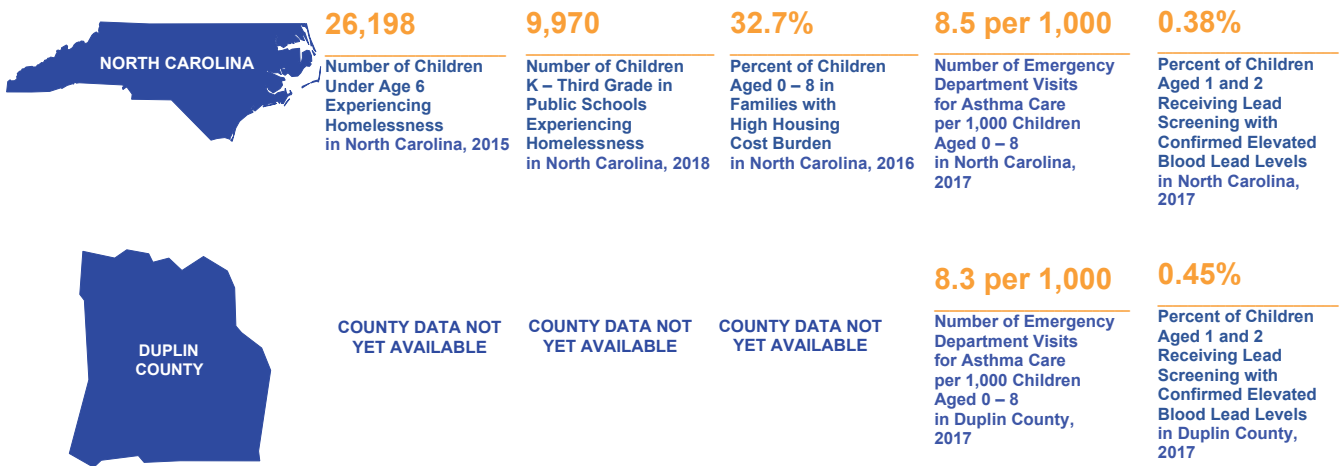 NORTH CAROLINA
26,198
Number of Children
Under Age 6
Experiencing
Homelessness
in North Carolina, 2015
9,970
Number of Children
K – Third Grade in
Public Schools
Experiencing
Homelessness
in North Carolina, 2018
32.7%
Percent of Children
Aged 0 – 8 in
Families with
High Housing
Cost Burden
in North Carolina, 2016
8.5 per 1,000
Number of Emergency
Department Visits
for Asthma Care
per 1,000 Children
Aged 0 – 8
in North Carolina,
2017
0.38%
Percent of Children
Aged 1 and 2
Receiving Lead
Screening with
Confirmed Elevated
Blood Lead Levels
in North Carolina,
2017
DUPLIN
COUNTY
COUNTY DATA NOT
YET AVAILABLE
COUNTY DATA NOT
YET AVAILABLE
COUNTY DATA NOT
YET AVAILABLE
8.3 per 1,000
Number of Emergency
Department Visits
for Asthma Care
per 1,000 Children
Aged 0 – 8
in Duplin County,
2017
0.45%
Percent of Children
Aged 1 and 2
Receiving Lead
Screening with
Confirmed Elevated
Blood Lead Levels
in Duplin County,
2017